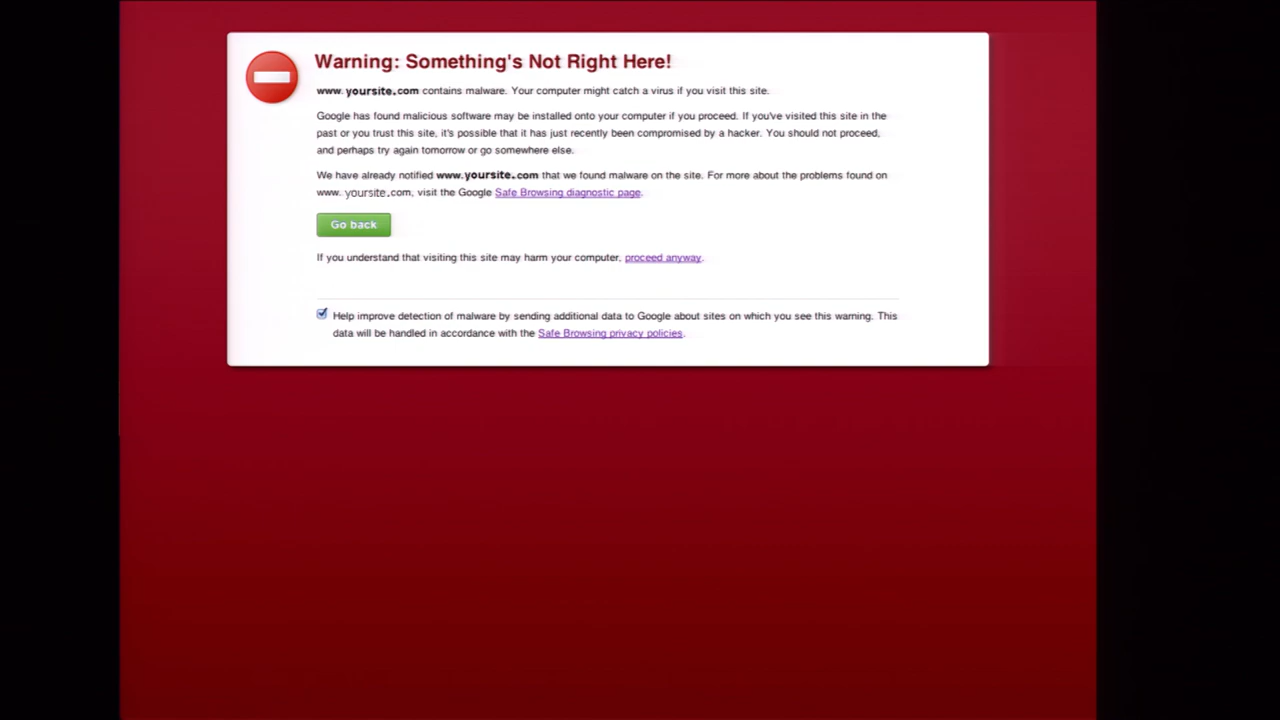 Warning: Something's Not Right Here!
www. yoursite.com contains malware. Your computer might catch a virus if you visit this site.
Google has found malicious software may be installed onto your computer if you proceed. If you've visited this site in the
past or you trust this site, it's possible that it has just recently been compromised by a hacker. You should not proceed,
and perhaps try again tomorrow or go somewhere else.
We have already notified www.yoursite.com that we found malware on the site. For more about the problems found on
www. yoursite.com, visit the Google Safe Browsing diagnostic page.
Go back
If you understand that visiting this site may harm your computer, proceed anyway.
Help improve detection of malware by sending additional data to Google about sites on which you see this warning. This
data will be handled in accordance with the Safe Browsing privacy policies.